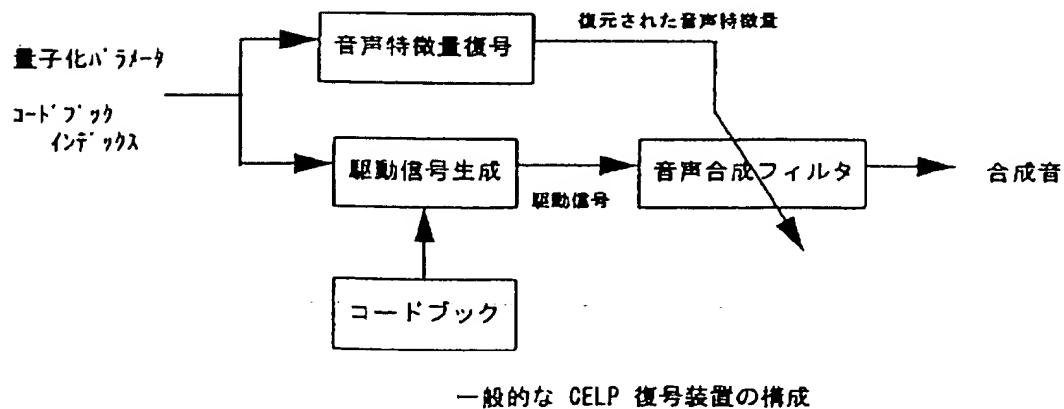 復元された音声特徴量
音声特徴量復号
量子化パラメータ
コードブック
インデックス
駆動信号生成
駆動信号
音声合成フィルタ
合成音
コードブック
一般的な CELP 復号装置の構成